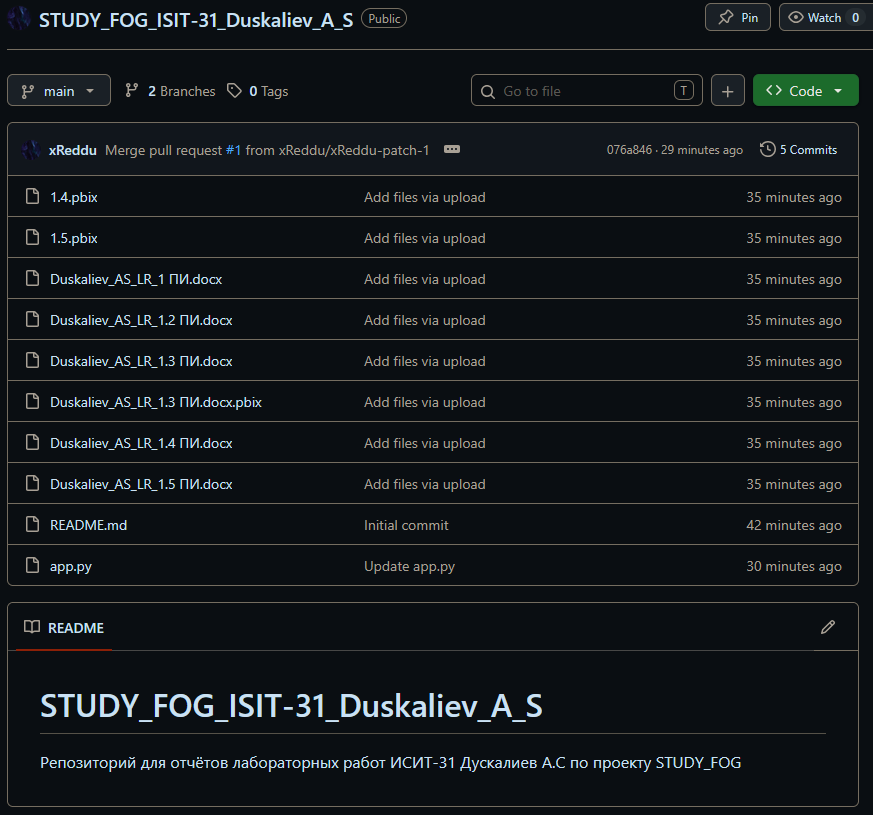 STUDY_FOG_ISIT-31_Duskaliev_A_S Public Pin Watch 0
main 2 Branches 0 Tags Go to file T Code
xReddu Merge pull request #1 from xReddu/xReddu-patch-1 076a846 · 29 minutes ago 5 Commits
1.4.pbix Add files via upload 35 minutes ago
1.5.pbix Add files via upload 35 minutes ago
Duskaliev_AS_LR_1 ПИ.docx Add files via upload 35 minutes ago
Duskaliev_AS_LR_1.2 ПИ.docx Add files via upload 35 minutes ago
Duskaliev_AS_LR_1.3 ПИ.docx Add files via upload 35 minutes ago
Duskaliev_AS_LR_1.3 ПИ.docx.pbix Add files via upload 35 minutes ago
Duskaliev_AS_LR_1.4 ПИ.docx Add files via upload 35 minutes ago
Duskaliev_AS_LR_1.5 ПИ.docx Add files via upload 35 minutes ago
README.md Initial commit 42 minutes ago
app.py Update app.py 30 minutes ago
README
STUDY_FOG_ISIT-31_Duskaliev_A_S
Репозиторий для отчётов лабораторных работ ИСИТ-31 Дускалиев А.С по проекту STUDY_FOG